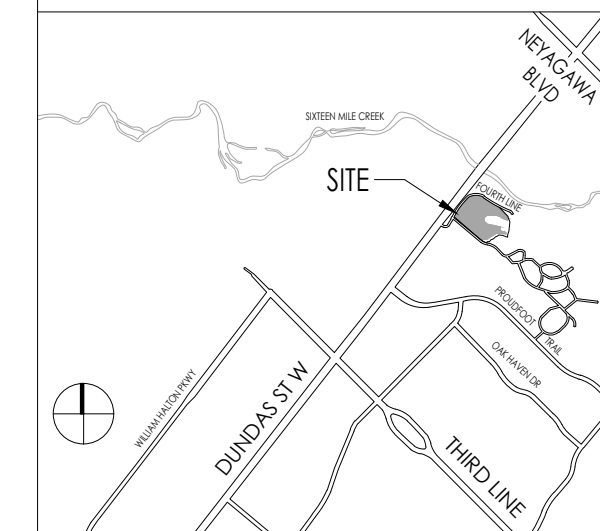 NEYAGAWA
BLVD
SIXTEEN MILE CREEK
SITE
FOURTH LINE
PROUDFOOT
TRAIL
OAK HAVEN DR
WILLIAM HALTON PKWY
DUNDAS ST W
THIRD LINE